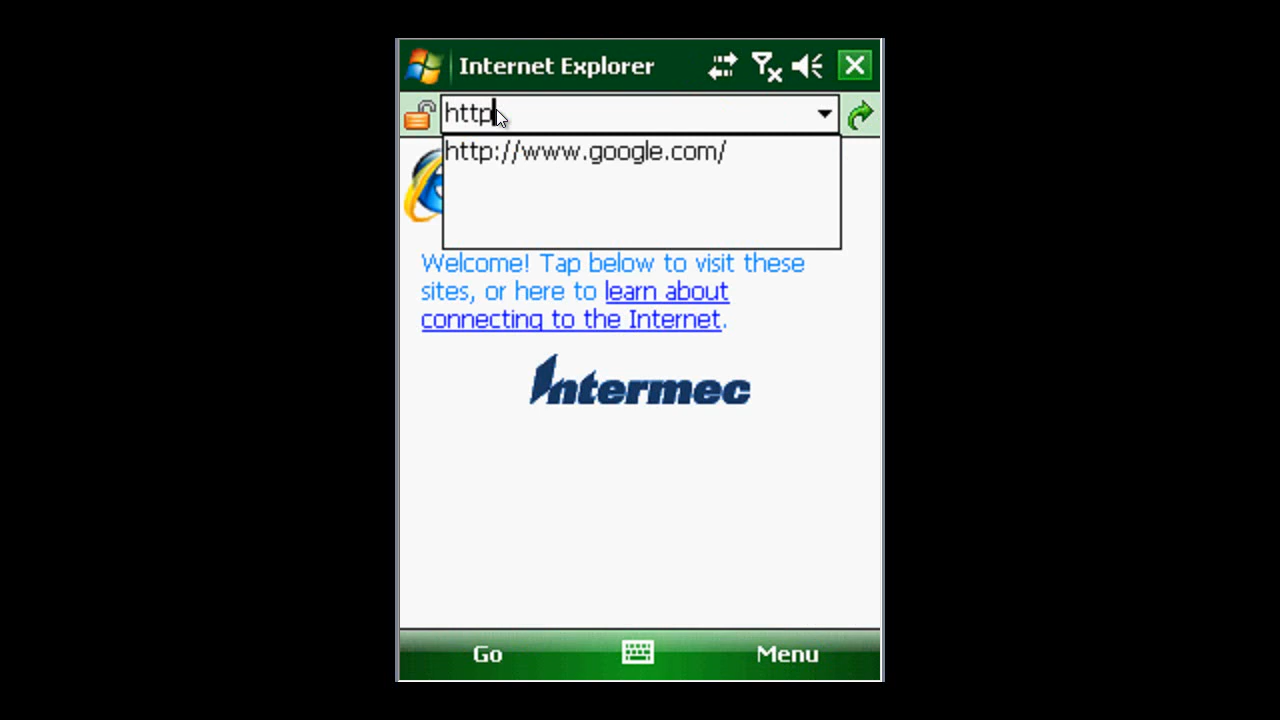 Internet Explorer
http
http://www.google.com/
Welcome! Tap below to visit these
sites, or here to learn about
connecting to the Internet.
Intermec
Go
Menu